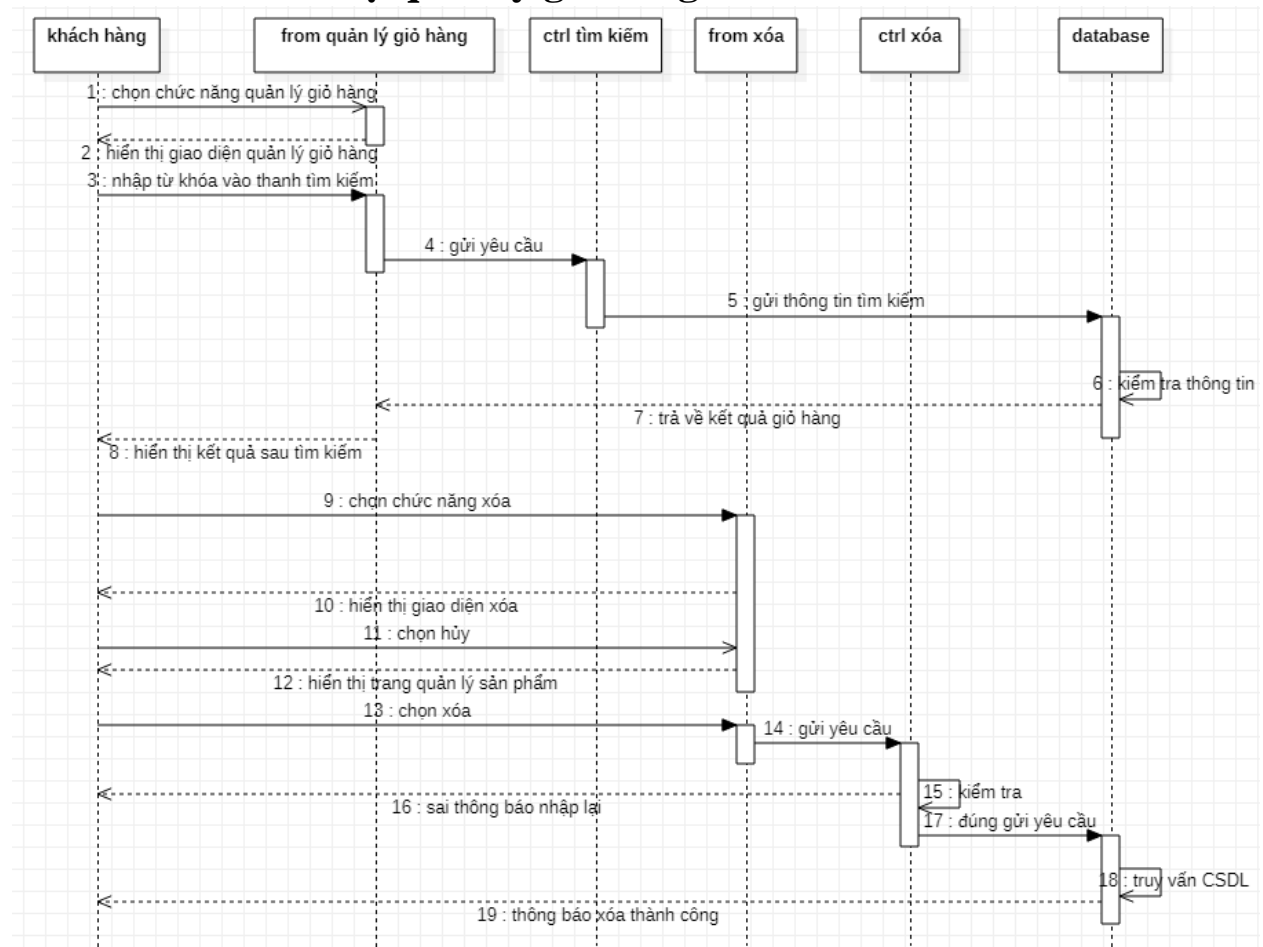 khách hàng
from quản lý giỏ hàng
ctrl tìm kiếm
from xóa
ctrl xóa
database
1 : chọn chức năng quản lý giỏ hàng
2 : hiển thị giao diện quản lý giỏ hàng
3 : nhập từ khóa vào thanh tìm kiếm
4 : gửi yêu cầu
5 : gửi thông tin tìm kiếm
6 : kiểm tra thông tin
7 : trả về kết quả giỏ hàng
8 : hiển thị kết quả sau tìm kiếm
9 : chọn chức năng xóa
10 : hiển thị giao diện xóa
11 : chọn hủy
12 : hiển thị trang quản lý sản phẩm
13 : chọn xóa
14 : gửi yêu cầu
15 : kiểm tra
16 : sai thông báo nhập lại
17 : đúng gửi yêu cầu
18 : truy vấn CSDL
19 : thông báo xóa thành công